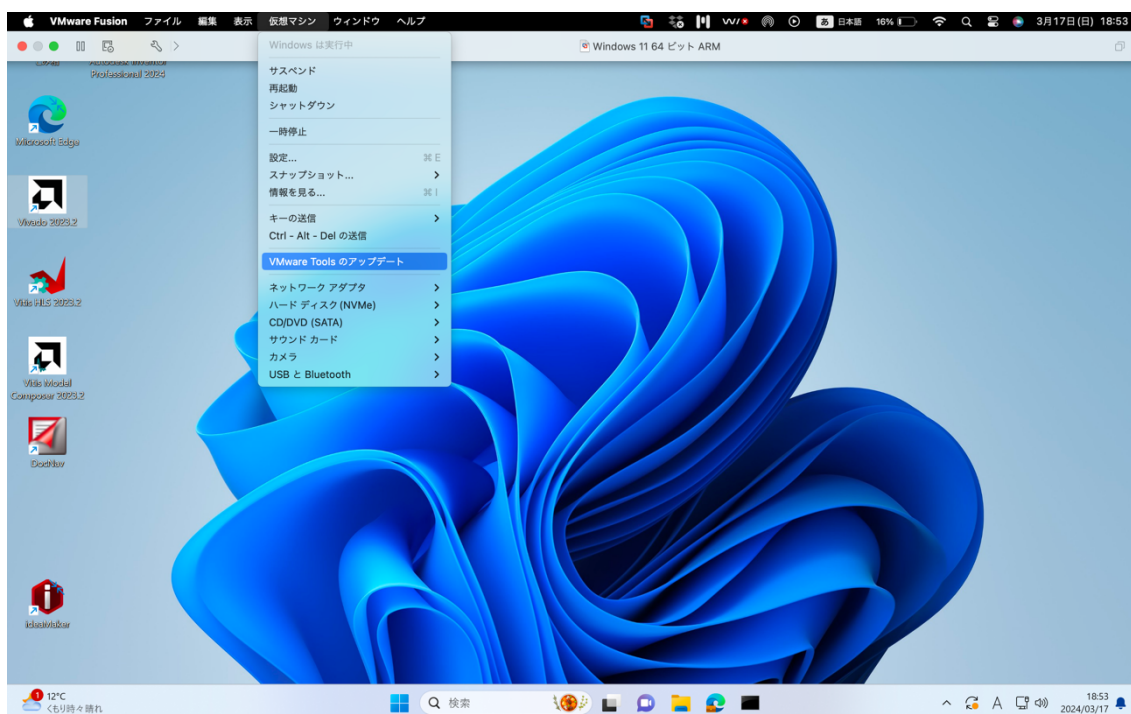 VMware Fusion ファイル 編集 表示 仮想マシン ウィンドウ ヘルプ あ 日本語 16% 3月17日(日) 18:53
Windows 11 64 ビット ARM
Windows は実行中
サスペンド
再起動
シャットダウン
一時停止
設定... ⌘ E
スナップショット...
情報を見る... ⌘ I
キーの送信
Ctrl - Alt - Del の送信
VMware Tools のアップデート
ネットワーク アダプタ
ハード ディスク (NVMe)
CD/DVD (SATA)
サウンド カード
カメラ
USB と Bluetooth
Professional 2024
Microsoft Edge
Vivado 2023.2
Vitis HLS 2023.2
Vitis Model
Composer 2023.2
DocNav
ideaMaker
1
12°C
くもり時々晴れ
検索
A
18:53
2024/03/17